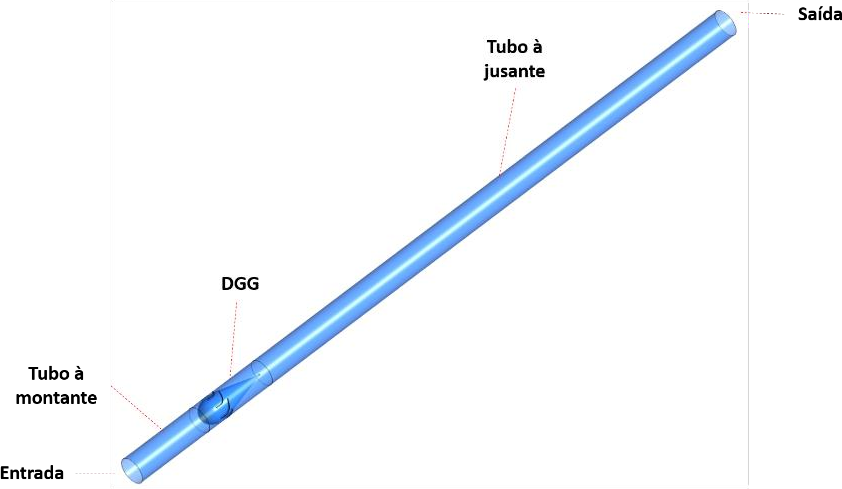 Saída
Tubo à
jusante
DGG
Tubo à
montante
Entrada